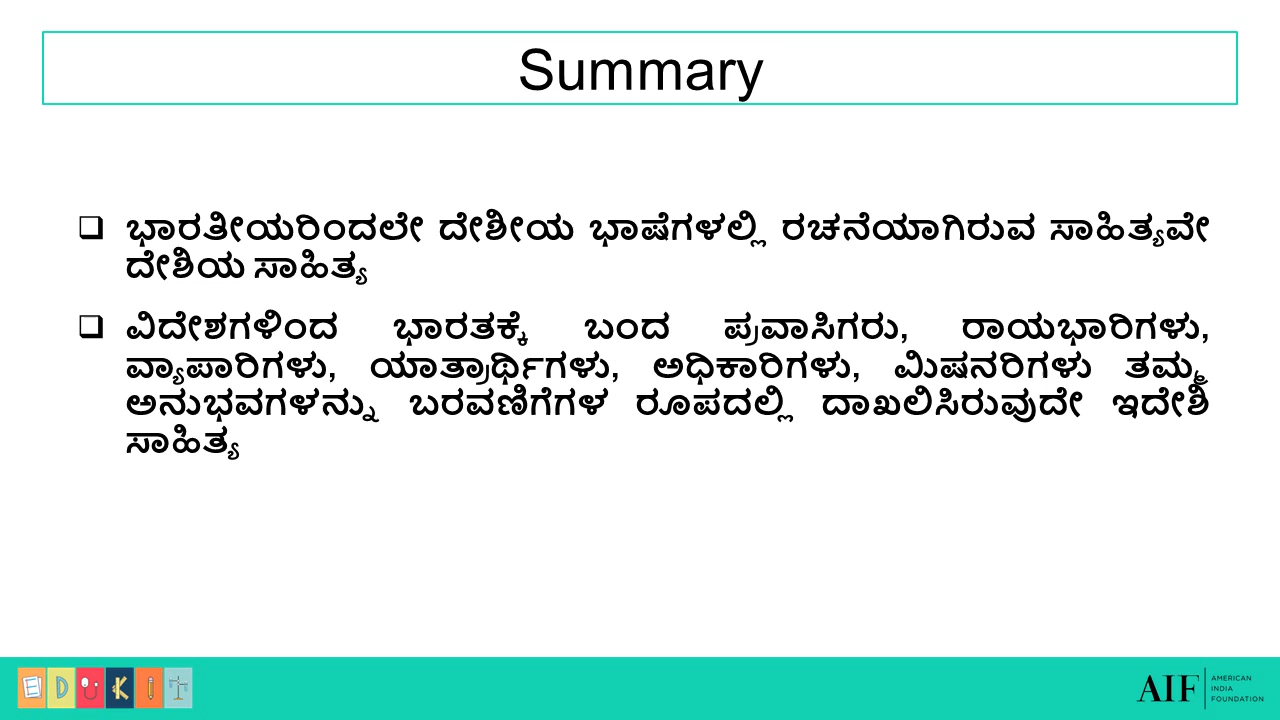 Summary
❑ ಭಾರತೀಯರಿಂದಲೇ ದೇಶೀಯ ಭಾಷೆಗಳಲ್ಲಿ ರಚನೆಯಾಗಿರುವ ಸಾಹಿತ್ಯವೇ
ದೇಶಿಯ ಸಾಹಿತ್ಯ
❑ ವಿದೇಶಗಳಿಂದ ಭಾರತಕ್ಕೆ ಬಂದ ಪ್ರವಾಸಿಗರು, ರಾಯಭಾರಿಗಳು,
ವ್ಯಾಪಾರಿಗಳು, ಯಾತ್ರಾರ್ಥಿಗಳು, ಅಧಿಕಾರಿಗಳು, ಮಿಷನರಿಗಳು ತಮ್ಮ
ಅನುಭವಗಳನ್ನು ಬರವಣಿಗೆಗಳ ರೂಪದಲ್ಲಿ ದಾಖಲಿಸಿರುವುದೇ ಇದೇಶಿ
ಸಾಹಿತ್ಯ
EDUKIT
AIF AMERICAN
INDIA
FOUNDATION